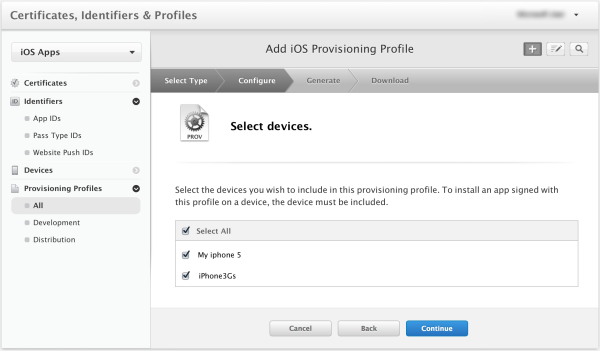 Certificates, Identifiers & Profiles
iOS Apps
Add iOS Provisioning Profile
Certificates
Identifiers
App IDs
Pass Type IDs
Website Push IDs
Devices
Provisioning Profiles
All
Development
Distribution
Select Type
Configure
Generate
Download
PROV
Select devices.
Select the devices you wish to include in this provisioning profile. To install an app signed with
this profile on a device, the device must be included.
Select All
My iphone 5
iPhone3Gs
Cancel
Back
Continue